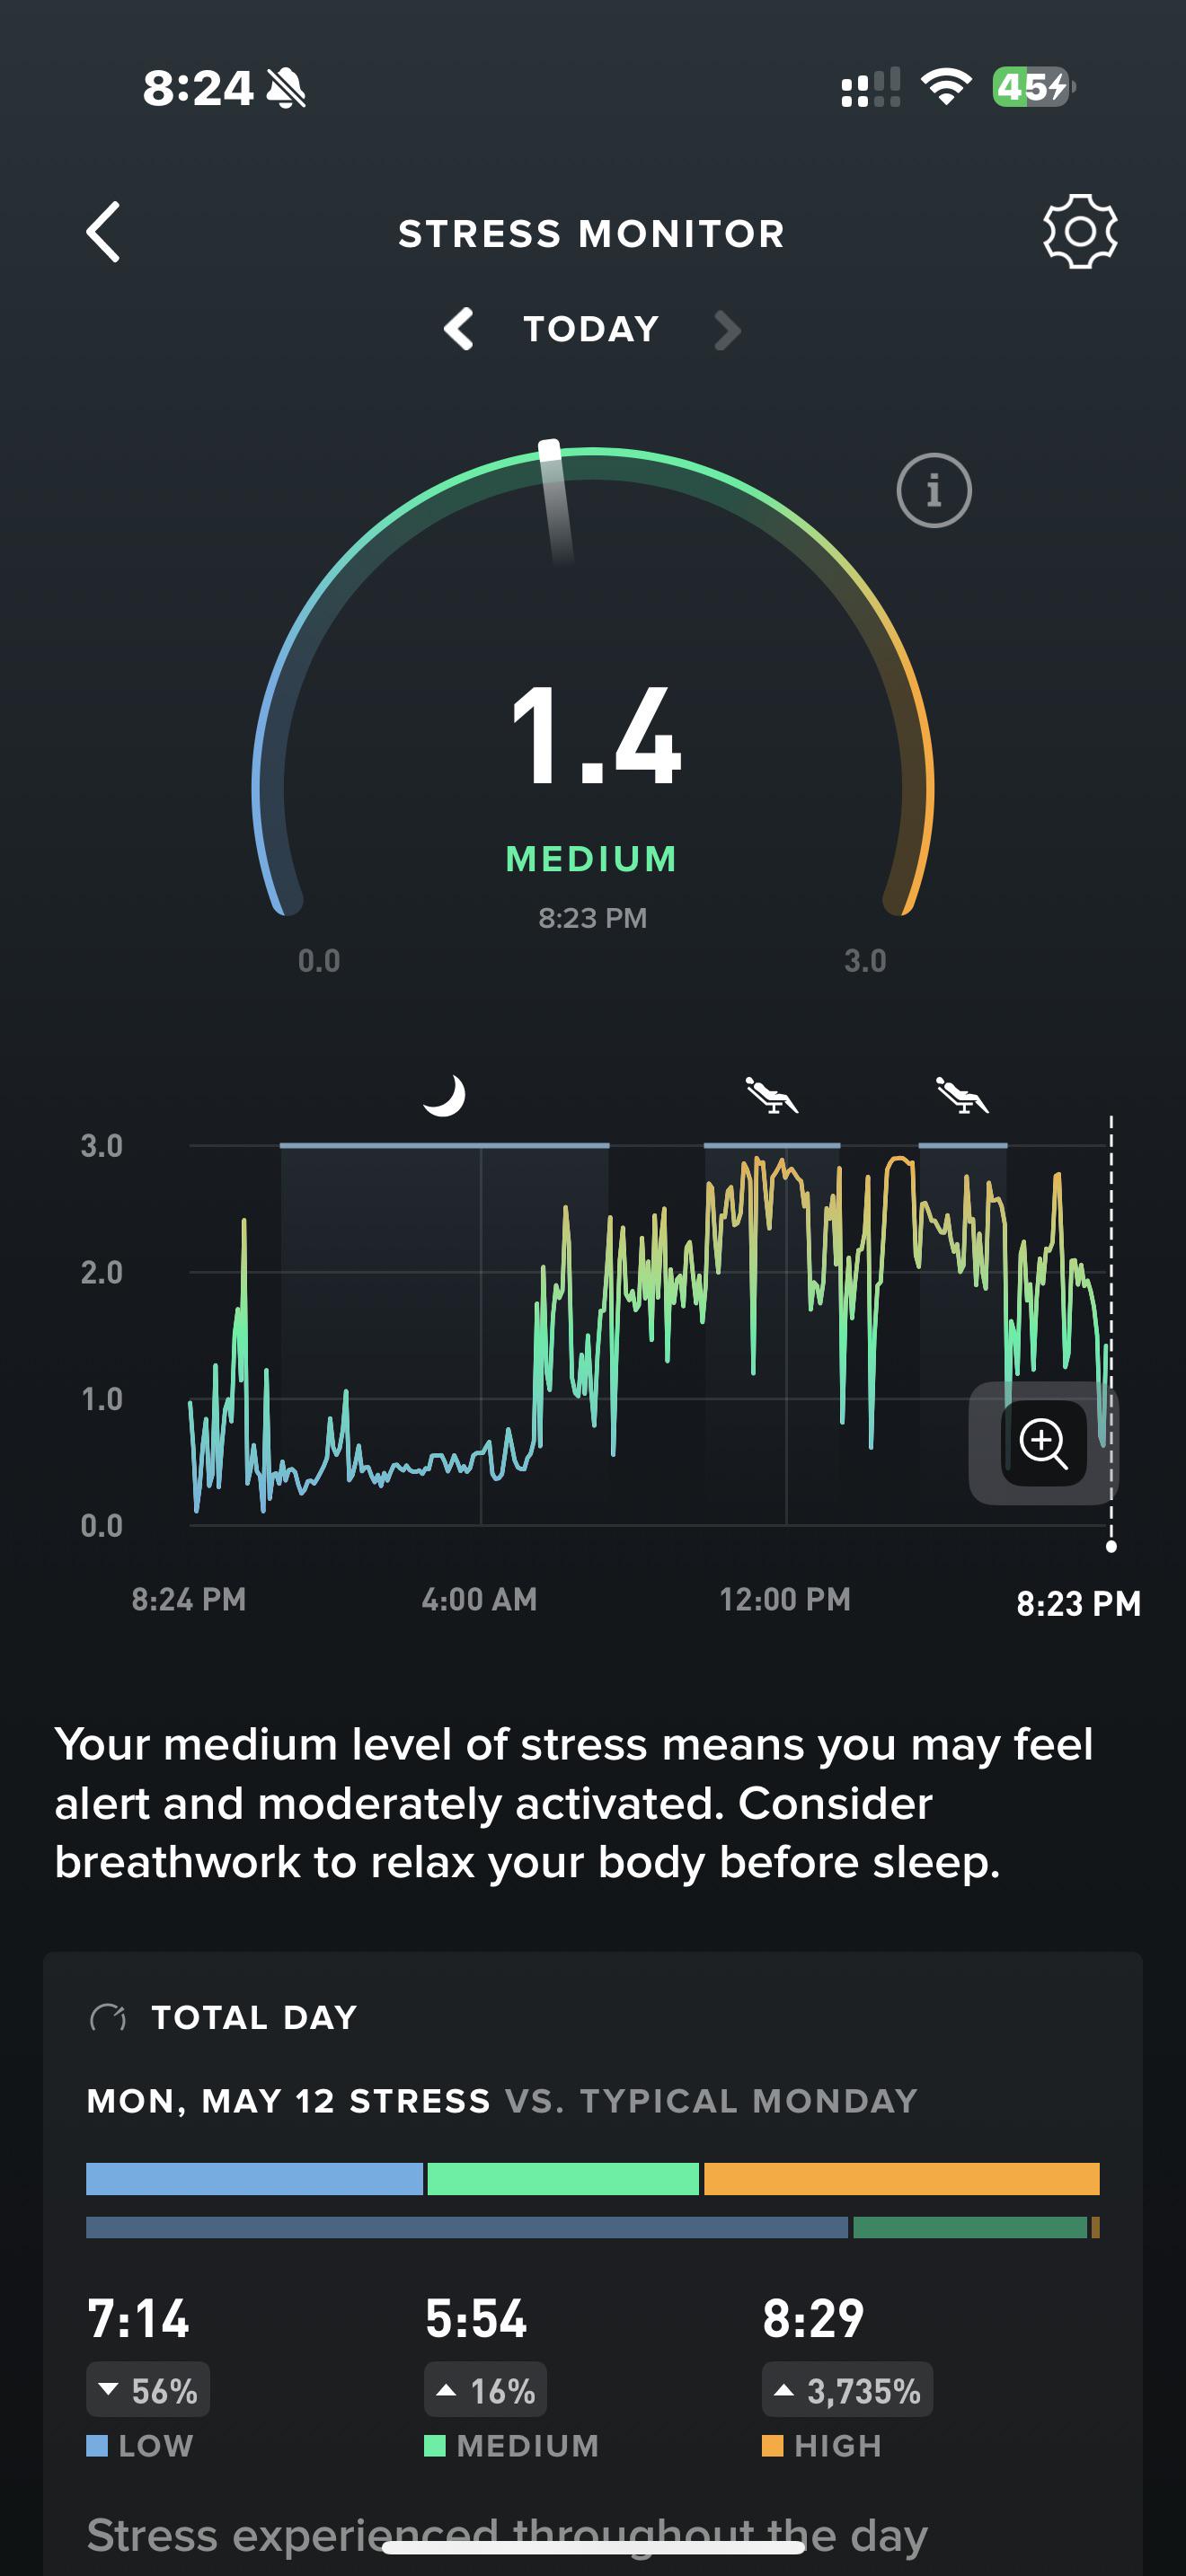 8:24
45
STRESS MONITOR
TODAY
i
1.4
MEDIUM
8:23 PM
0.0 3.0
3.0
2.0
1.0
0.0
8:24 PM 4:00 AM 12:00 PM 8:23 PM
Your medium level of stress means you may feel
alert and moderately activated. Consider
breathwork to relax your body before sleep.
TOTAL DAY
MON, MAY 12 STRESS VS. TYPICAL MONDAY
7:14 5:54 8:29
56% 16% 3,735%
LOW MEDIUM HIGH
Stress experienced throughout the day